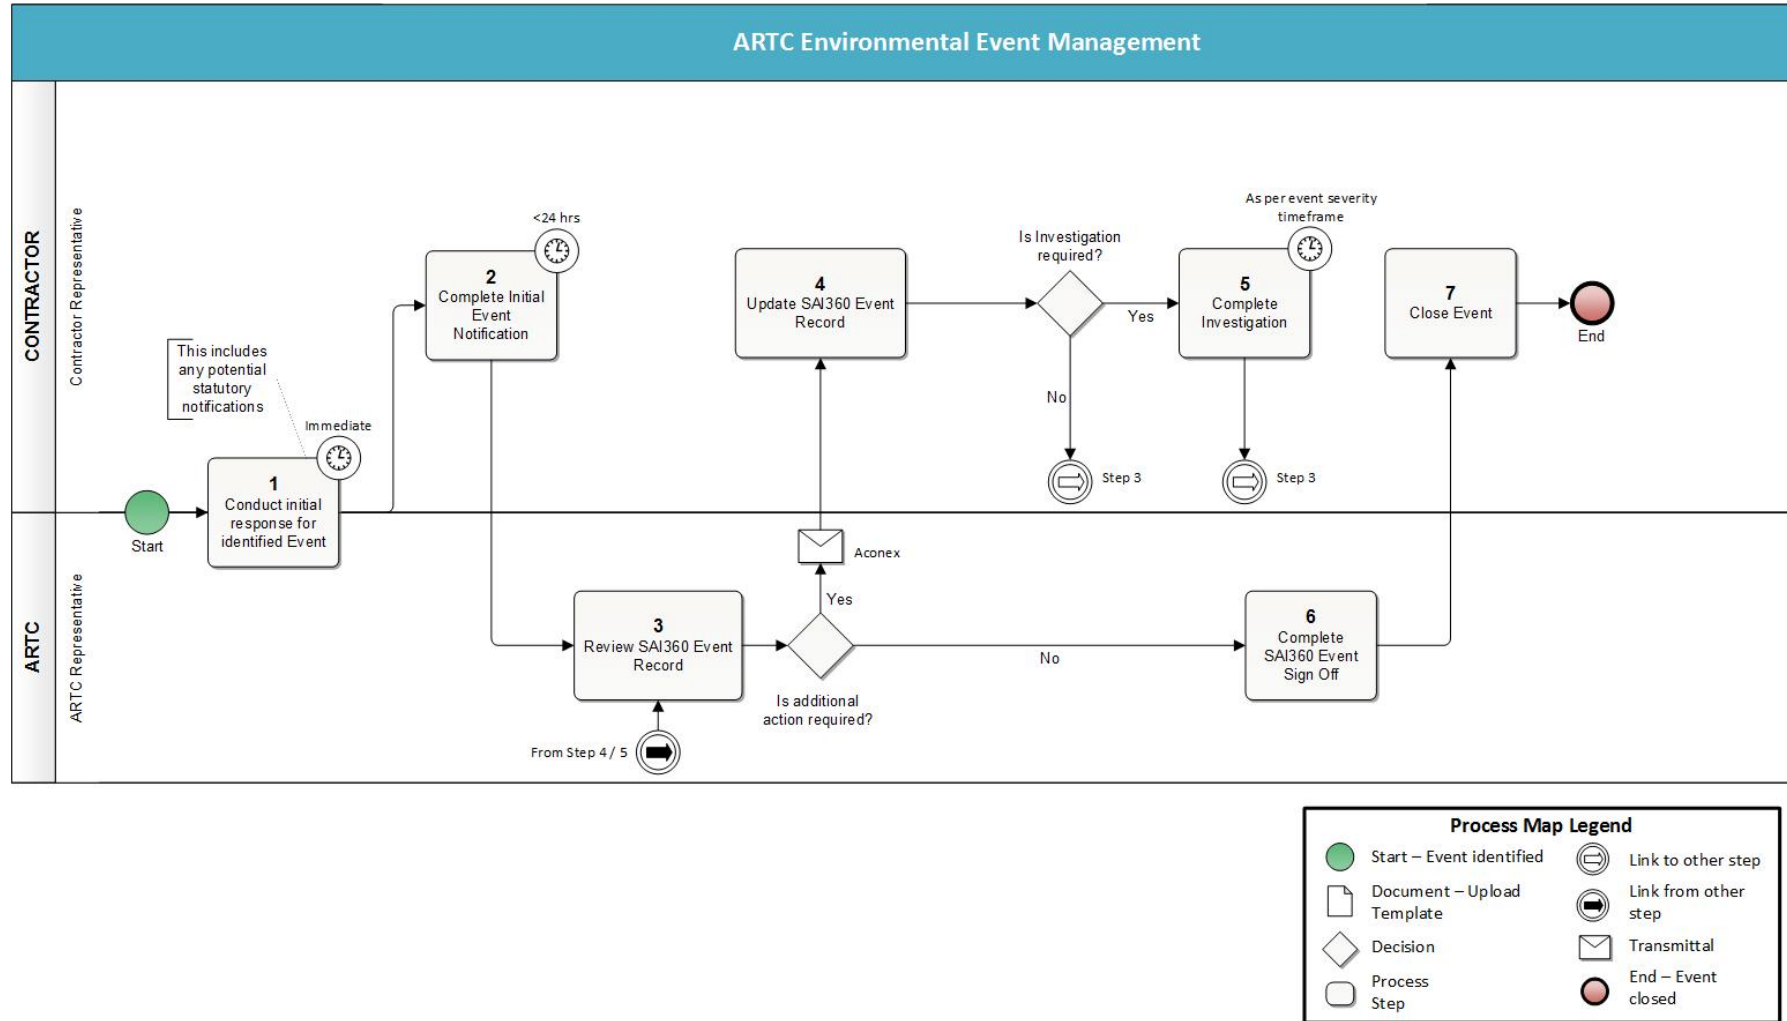 ARTC Environmental Event Management
CONTRACTOR
Contractor Representative
This includes
any potential
statutory
notifications
Immediate
1
Conduct initial
response for
identified Event
Start
<24 hrs
2
Complete Initial
Event
Notification
4
Update SAI360 Event
Record
Is Investigation
required?
Yes
No
Step 3
As per event severity
timeframe
5
Complete
Investigation
Step 3
7
Close Event
End
ARTC
ARTC Representative
3
Review SAI360 Event
Record
From Step 4 / 5
Aconex
Yes
Is additional
action required?
No
6
Complete
SAI360 Event
Sign Off
Process Map Legend
Start – Event identified
Document – Upload
Template
Decision
Process
Step
Link to other step
Link from other
step
Transmittal
End – Event
closed